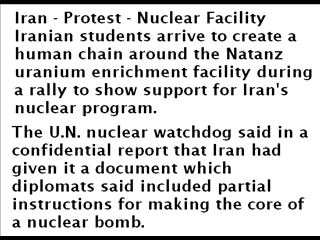 Iran - Protest - Nuclear Facility
Iranian students arrive to create a
human chain around the Natanz
uranium enrichment facility during
a rally to show support for Iran's
nuclear program.
The U.N. nuclear watchdog said in a
confidential report that Iran had
given it a document which
diplomats said included partial
instructions for making the core of
a nuclear bomb.